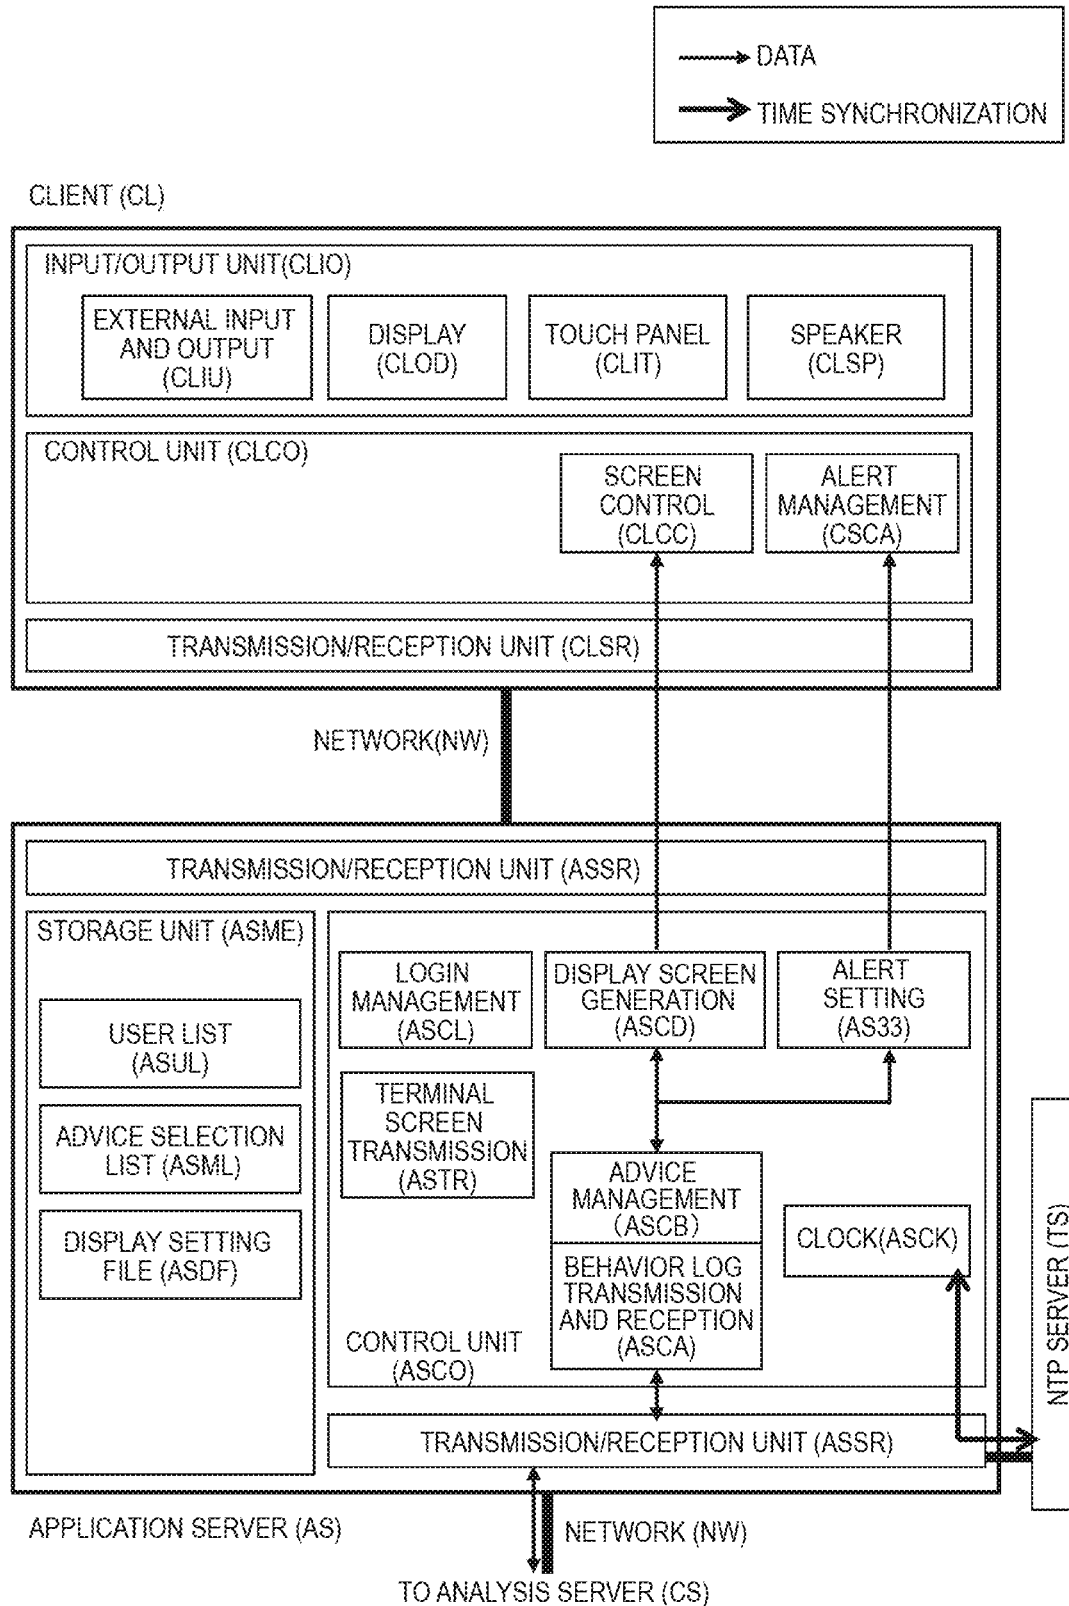 DATA
TIME SYNCHRONIZATION
CLIENT (CL)
INPUT/OUTPUT UNIT(CLIO)
EXTERNAL INPUT
AND OUTPUT
(CLIU)
DISPLAY
(CLOD)
TOUCH PANEL
(CLIT)
SPEAKER
(CLSP)
CONTROL UNIT (CLCO)
SCREEN
CONTROL
(CLCC)
ALERT
MANAGEMENT
(CSCA)
TRANSMISSION/RECEPTION UNIT (CLSR)
NETWORK(NW)
TRANSMISSION/RECEPTION UNIT (ASSR)
STORAGE UNIT (ASME)
USER LIST
(ASUL)
ADVICE SELECTION
LIST (ASML)
DISPLAY SETTING
FILE (ASDF)
LOGIN
MANAGEMENT
(ASCL)
DISPLAY SCREEN
GENERATION
(ASCD)
ALERT
SETTING
(AS33)
TERMINAL
SCREEN
TRANSMISSION
(ASTR)
ADVICE
MANAGEMENT
(ASCB)
BEHAVIOR LOG
TRANSMISSION
AND RECEPTION
(ASCA)
CLOCK(ASCK)
CONTROL UNIT
(ASCO)
NTP SERVER (TS)
TRANSMISSION/RECEPTION UNIT (ASSR)
APPLICATION SERVER (AS)
NETWORK (NW)
TO ANALYSIS SERVER (CS)